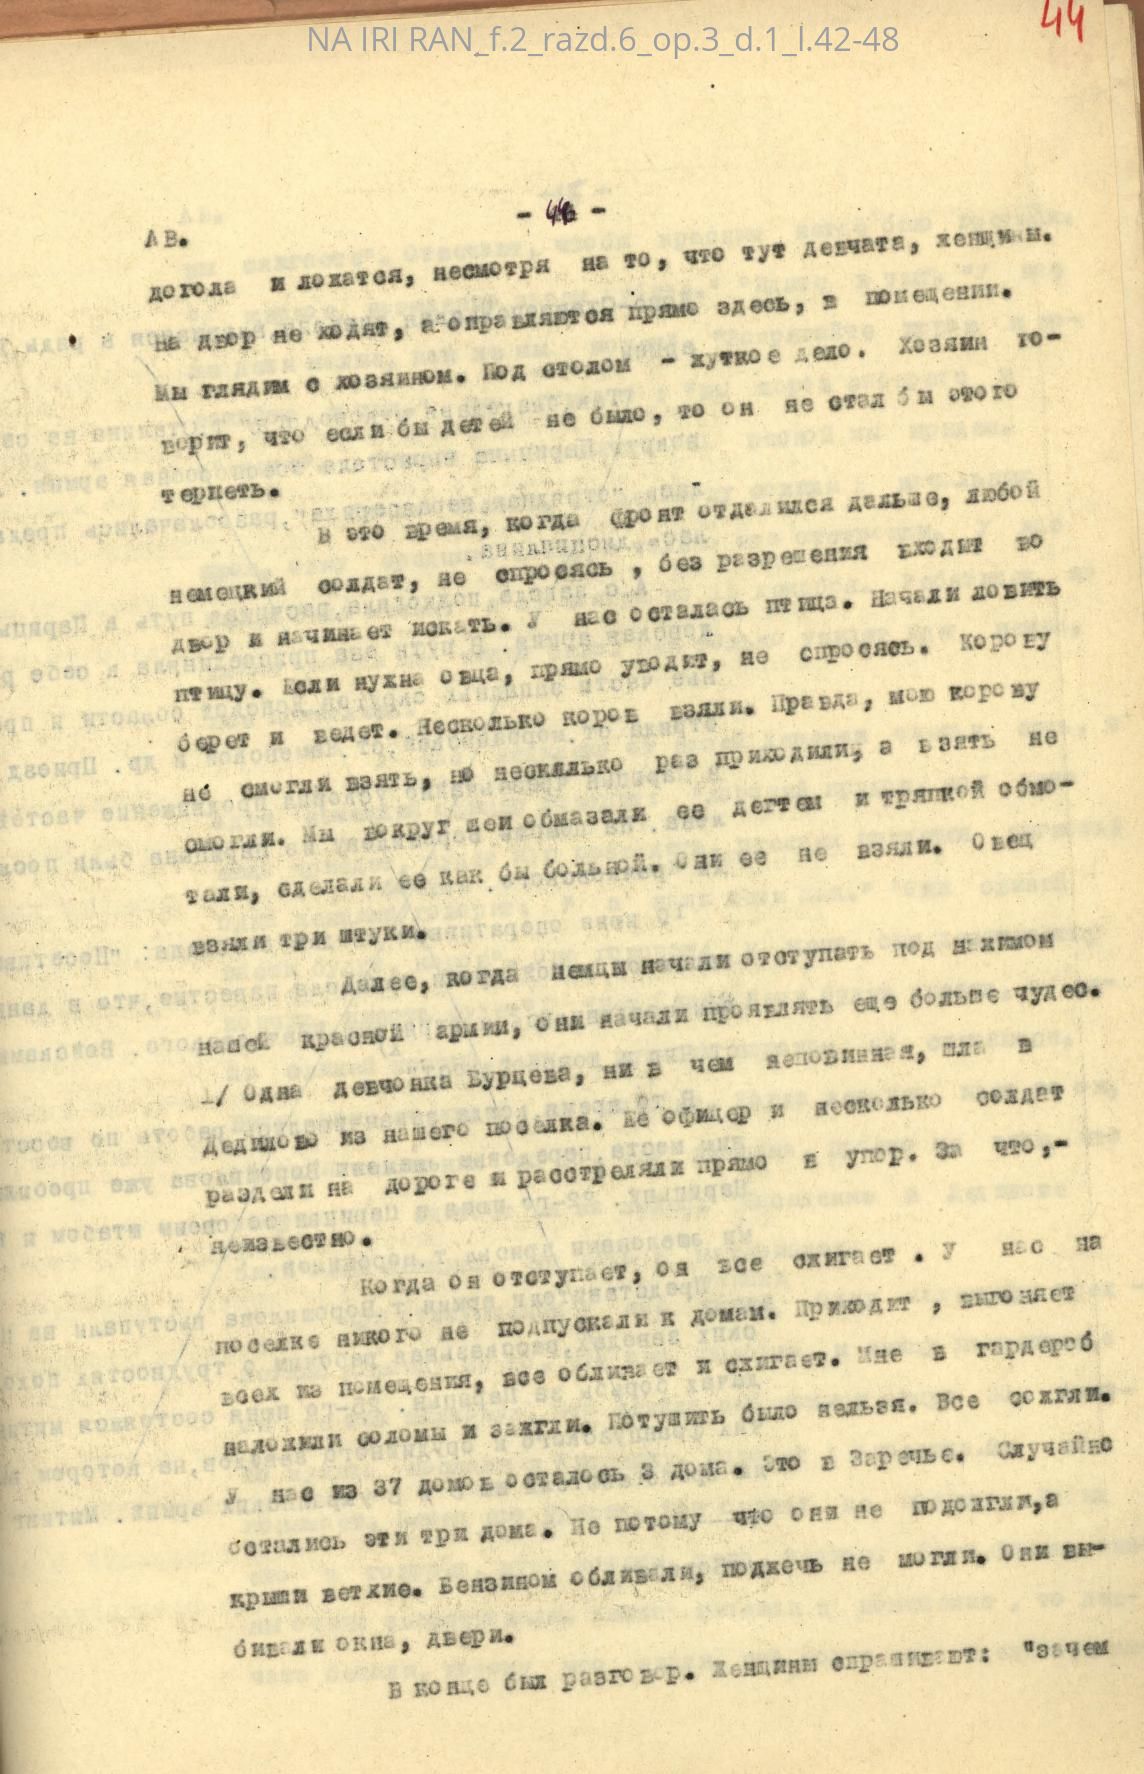 NA IRI RAN_f.2_razd.6_op.3_d.1_l.42-48
44
- 44 -
АВ.
догола и ложатся, несмотря на то, что тут девчата, женщины.
На двор не ходят, а оправляются прямо здесь, в помещении.
Мы глядим с хозяином. Под столом - жуткое дело. Хозяин го-
ворит, что если бы детей не было, то он не стал бы этого
терпеть.
В это время, когда фронт отдалился дальше, любой
немецкий солдат, не спросясь , без разрешения входит во
двор и начинает искать. У нас осталась птица. Начали ловить
птицу. Если нужна овца, прямо уводят, не спросясь. Корову
берет и ведет. Несколько коров взяли. Правда, мою корову
не смогли взять, но несколько раз приходили, а взять не
смогли. Мы вокруг шеи обмазали ее дегтем и тряпкой обмо-
тали, сделали ее как бы больной. Они ее не взяли. Овец
взяли три штуки.
Далее, когда немцы начали отступать под нажимом
нашей красной армии, они начали проявлять еще больше чудес.
1/ Одна девчонка Бурцева, ни в чем неповинная, шла в
Дедилово из нашего поселка. Ее офицер и несколько солдат
раздели на дороге и расстреляли прямо в упор. За что,-
неизвестно.
Когда он отступает, он все сжигает . У нас на
поселке никого не подпускали к домам. Приходит , выгоняет
всех из помещения, все обливает и сжигает. Мне в гардероб
наложили соломы и зажгли. Потушить было нельзя. Все сожгли.
У нас из 37 домов осталось 3 дома. Это в Заречье. Случайно
остались эти три дома. Не потому что они не подожгли,а
крыши ветхие. Бензином обливали, поджечь не могли. Они вы-
бивали окна, двери.
В конце был разговор. Женщины спрашивают: "зачем